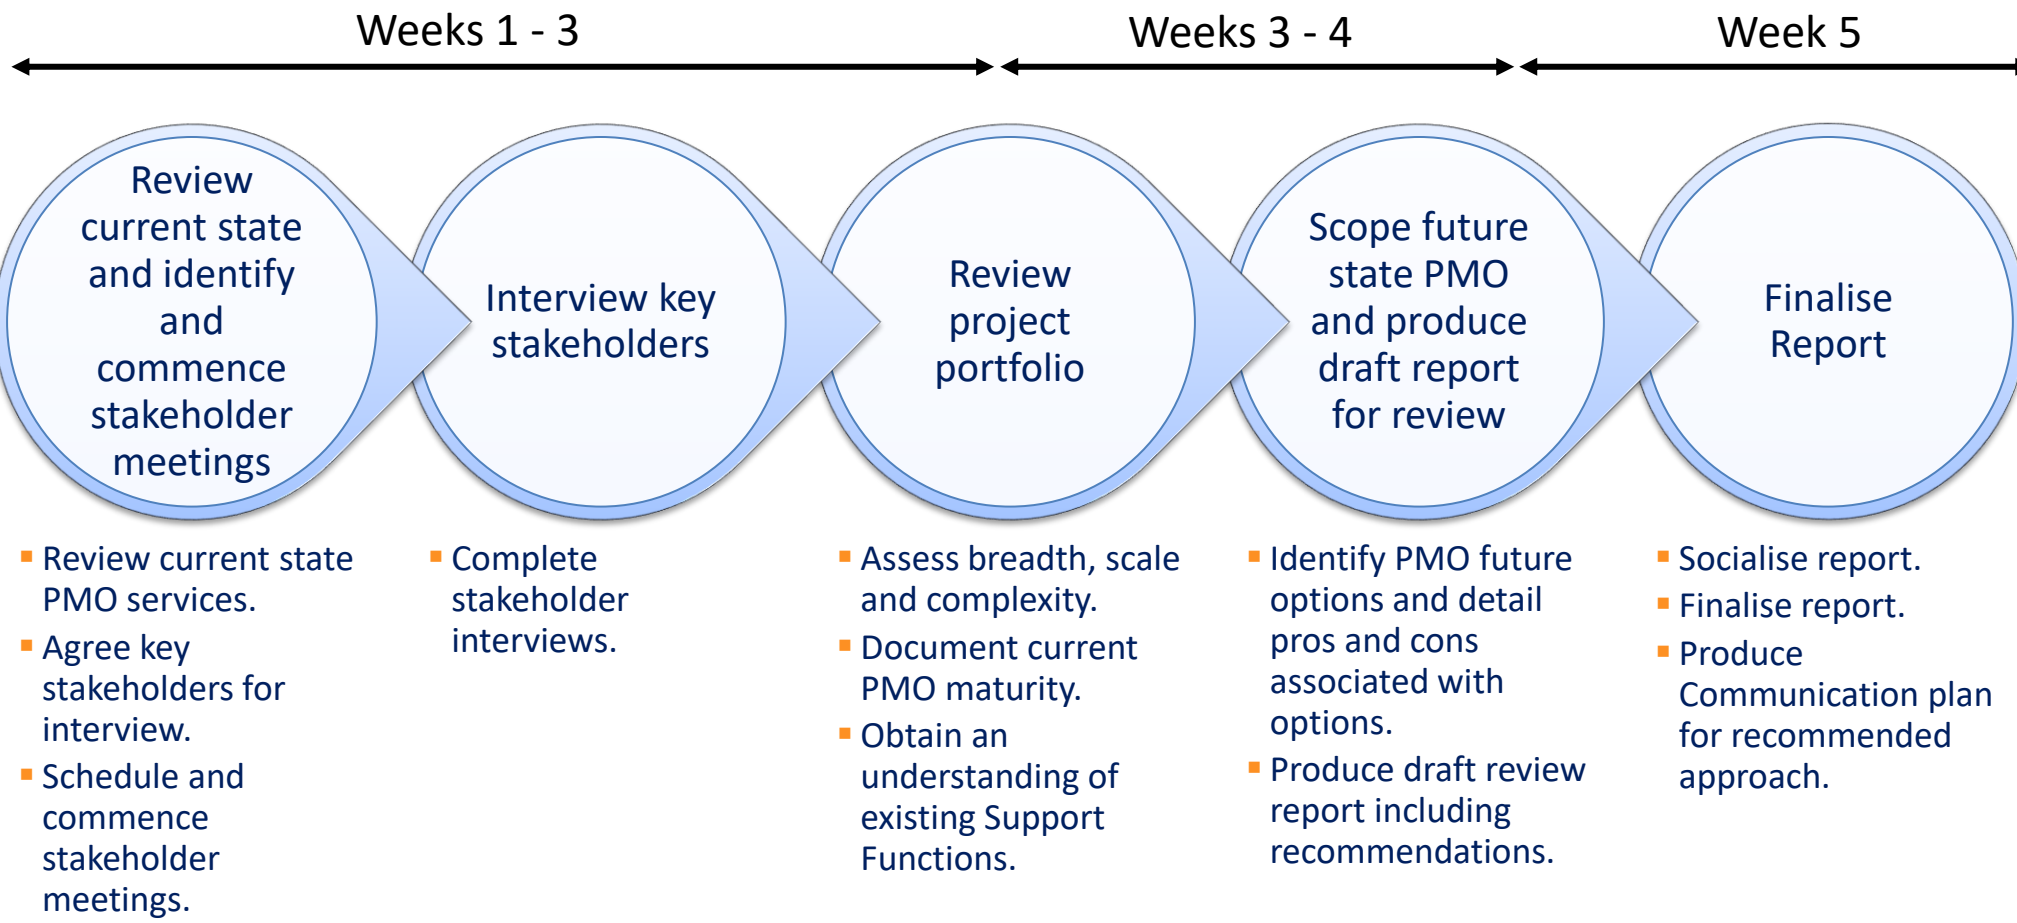 Weeks 1 - 3
Weeks 3 - 4
Week 5
Review
current state
and identify
and
commence
stakeholder
meetings
Interview key
stakeholders
Review
project
portfolio
Scope future
state PMO
and produce
draft report
for review
Finalise
Report
▪ Review current state
PMO services.
▪ Agree key
stakeholders for
interview.
▪ Schedule and
commence
stakeholder
meetings.
▪ Complete
stakeholder
interviews.
▪ Assess breadth, scale
and complexity.
▪ Document current
PMO maturity.
▪ Obtain an
understanding of
existing Support
Functions.
▪ Identify PMO future
options and detail
pros and cons
associated with
options.
▪ Produce draft review
report including
recommendations.
▪ Socialise report.
▪ Finalise report.
▪ Produce
Communication plan
for recommended
approach.